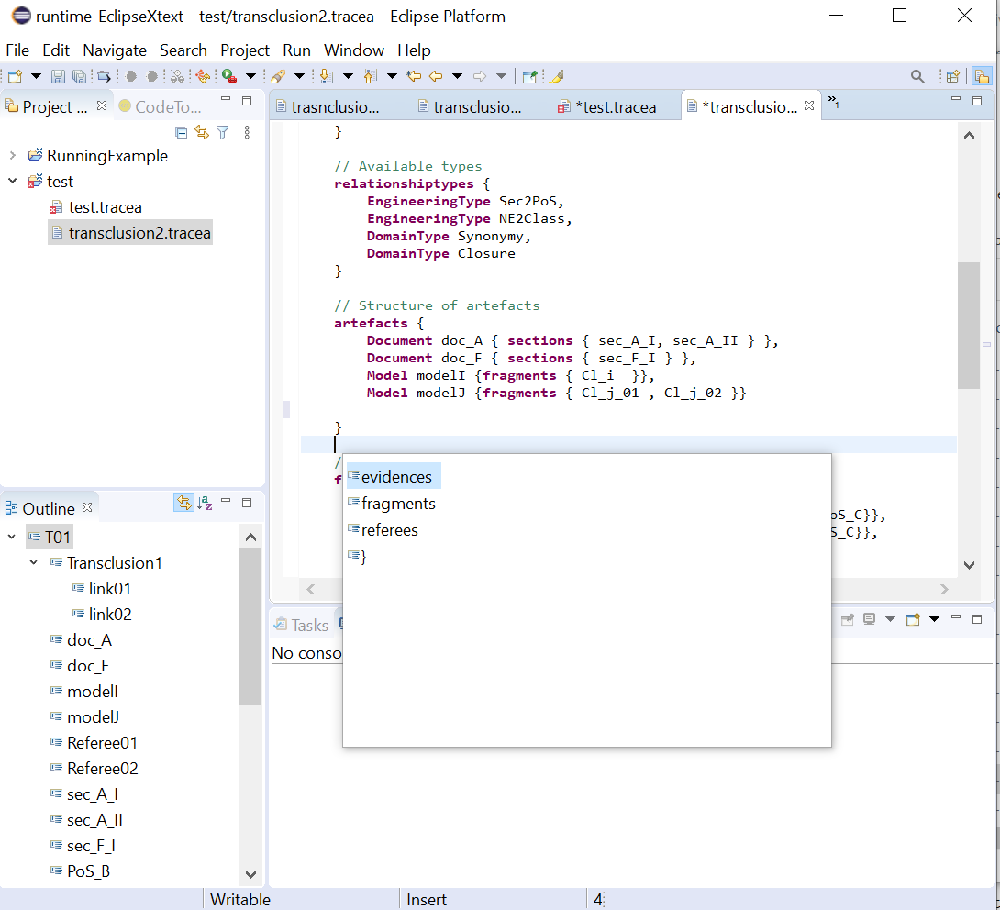 runtime-EclipseXtext - test/transclusion2.tracea - Eclipse Platform
File Edit Navigate Search Project Run Window Help
Project ... CodeTo...
RunningExample
test
test.tracea
transclusion2.tracea
trasnclusio... transclusio... *test.tracea *transclusio... »1
}
// Available types
relationshiptypes {
EngineeringType Sec2PoS,
EngineeringType NE2Class,
DomainType Synonymy,
DomainType Closure
}
// Structure of artefacts
artefacts {
Document doc_A { sections { sec_A_I, sec_A_II } },
Document doc_F { sections { sec_F_I } },
Model modelI {fragments { Cl_i }},
Model modelJ {fragments { Cl_j_01 , Cl_j_02 }}
}
/
f
oS_C}},
S_C}},
evidences
fragments
referees
}
Outline
T01
Transclusion1
link01
link02
doc_A
doc_F
modelI
modelJ
Referee01
Referee02
sec_A_I
sec_A_II
sec_F_I
PoS_B
Tasks
No conso
Writable Insert 4